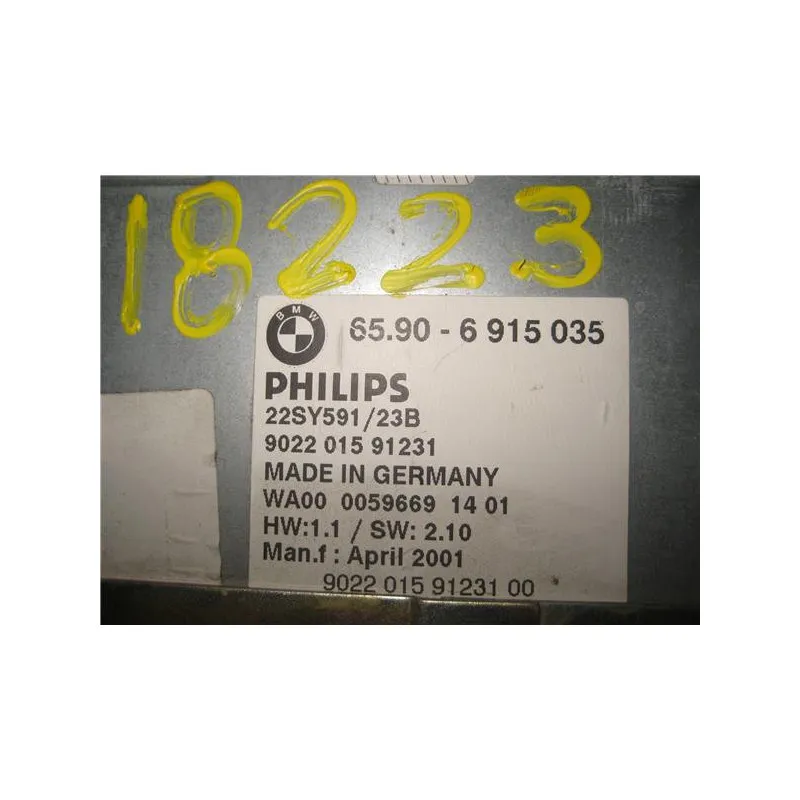 18223
BMW
65.90 - 6 915 035
PHILIPS
22SY591/23B
9022 015 91231
MADE IN GERMANY
WA00 0059669 14 01
HW:1.1 / SW: 2.10
Man.f : April 2001
9022 015 91231 00